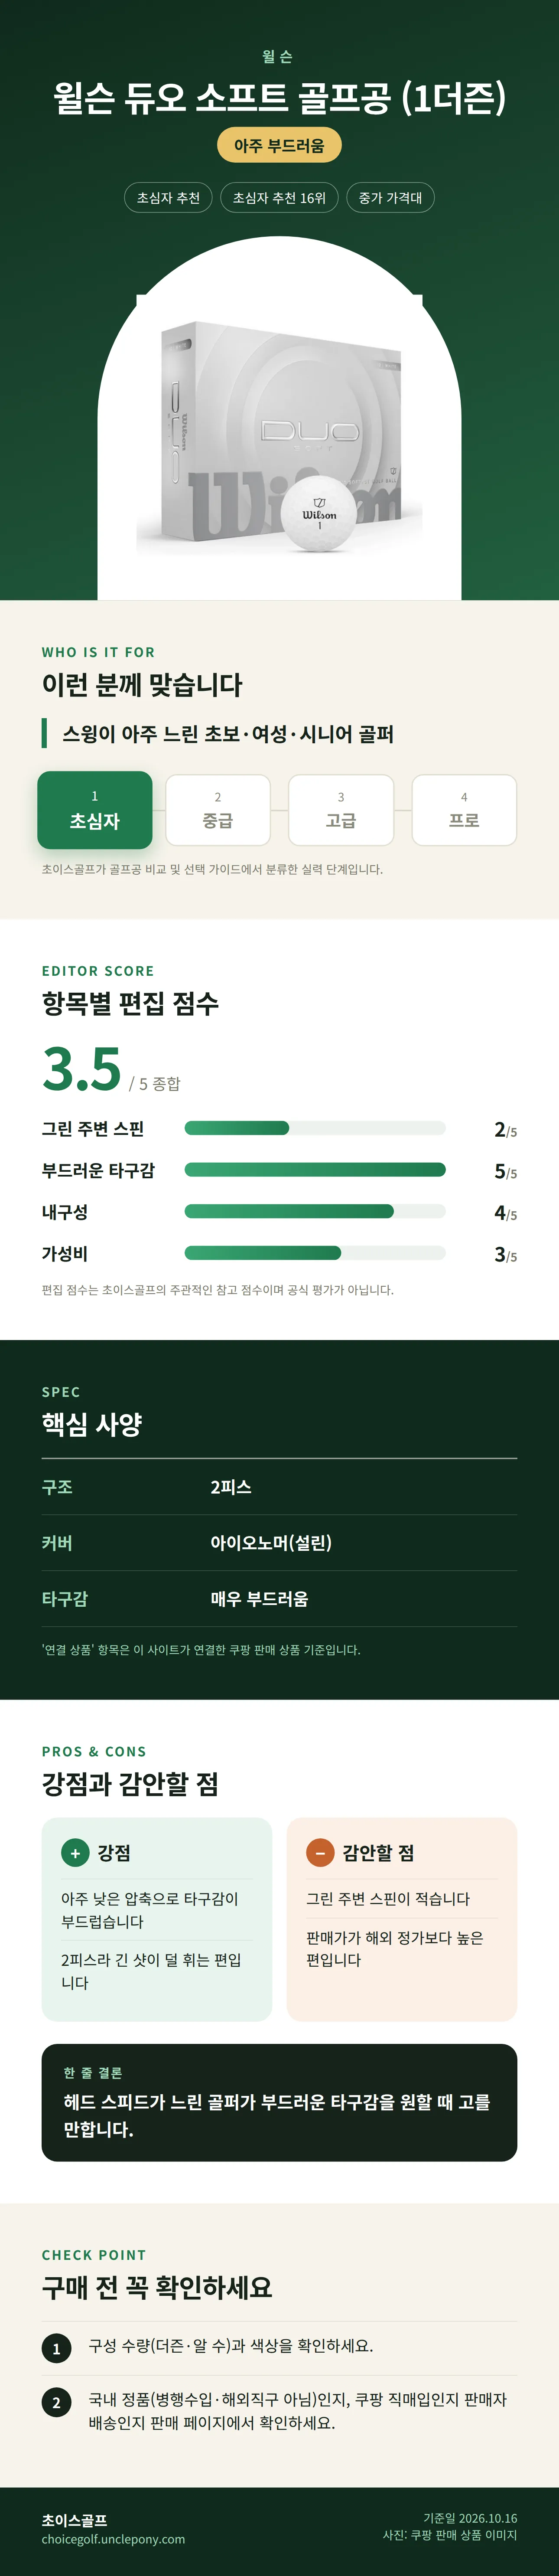 윌슨
윌슨 듀오 소프트 골프공 (1더즌)
아주 부드러움
초심자 추천
초심자 추천 16위
중가 가격대
DUO
Wilson
DUO
Wilson
Wilson
1
WHO IS IT FOR
이런 분께 맞습니다
스윙이 아주 느린 초보·여성·시니어 골퍼
1
초심자
2
중급
3
고급
4
프로
초이스골프가 골프공 비교 및 선택 가이드에서 분류한 실력 단계입니다.
EDITOR SCORE
항목별 편집 점수
3.5 / 5 종합
그린 주변 스핀 2/5
부드러운 타구감 5/5
내구성 4/5
가성비 3/5
편집 점수는 초이스골프의 주관적인 참고 점수이며 공식 평가가 아닙니다.
SPEC
핵심 사양
구조 2피스
커버 아이오노머(설린)
타구감 매우 부드러움
'연결 상품' 항목은 이 사이트가 연결한 쿠팡 판매 상품 기준입니다.
PROS & CONS
강점과 감안할 점
+ 강점
아주 낮은 압축으로 타구감이
부드럽습니다
2피스라 긴 샷이 덜 휘는 편입
니다
− 감안할 점
그린 주변 스핀이 적습니다
판매가가 해외 정가보다 높은
편입니다
한 줄 결론
헤드 스피드가 느린 골퍼가 부드러운 타구감을 원할 때 고를
만합니다.
CHECK POINT
구매 전 꼭 확인하세요
1 구성 수량(더즌·알 수)과 색상을 확인하세요.
2 국내 정품(병행수입·해외직구 아님)인지, 쿠팡 직매입인지 판매자
배송인지 판매 페이지에서 확인하세요.
초이스골프
choicegolf.unclepony.com
기준일 2026.10.16
사진: 쿠팡 판매 상품 이미지